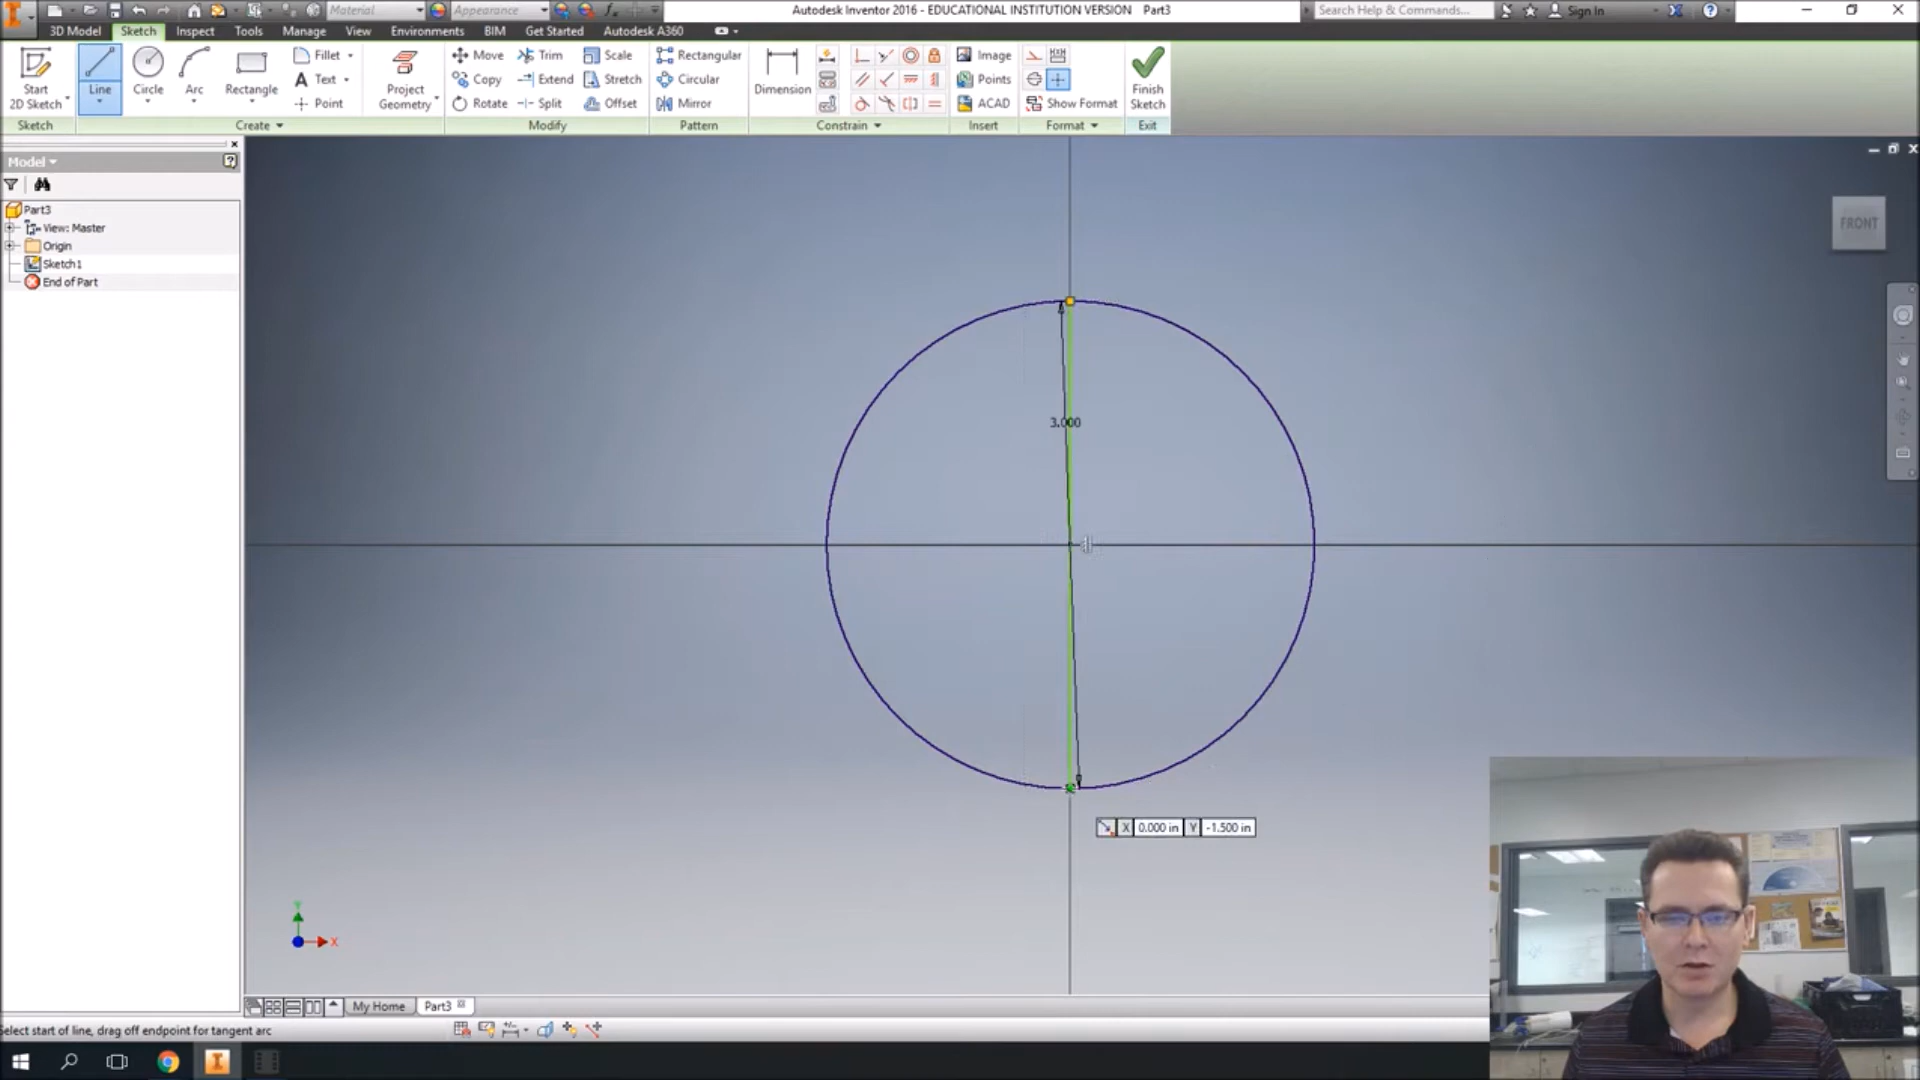 Material Appearance Autodesk Inventor 2016 - EDUCATIONAL INSTITUTION VERSION Part3 Search Help & Commands... Sign In
3D Model Sketch Inspect Tools Manage View Environments BIM Get Started Autodesk A360
Start 2D Sketch Line Circle Arc Rectangle Fillet Text Point Project Geometry
Move Trim Scale Rectangular
Copy Extend Stretch Circular
Rotate Split Offset Mirror
Dimension Image Points ACAD Show Format Finish Sketch
Sketch Create Modify Pattern Constrain Insert Format Exit
Model
Part3
View: Master
Origin
Sketch1
End of Part
FRONT
3.000
X 0.000 in Y -1.500 in
Y
X
My Home Part3
Select start of line, drag off endpoint for tangent arc